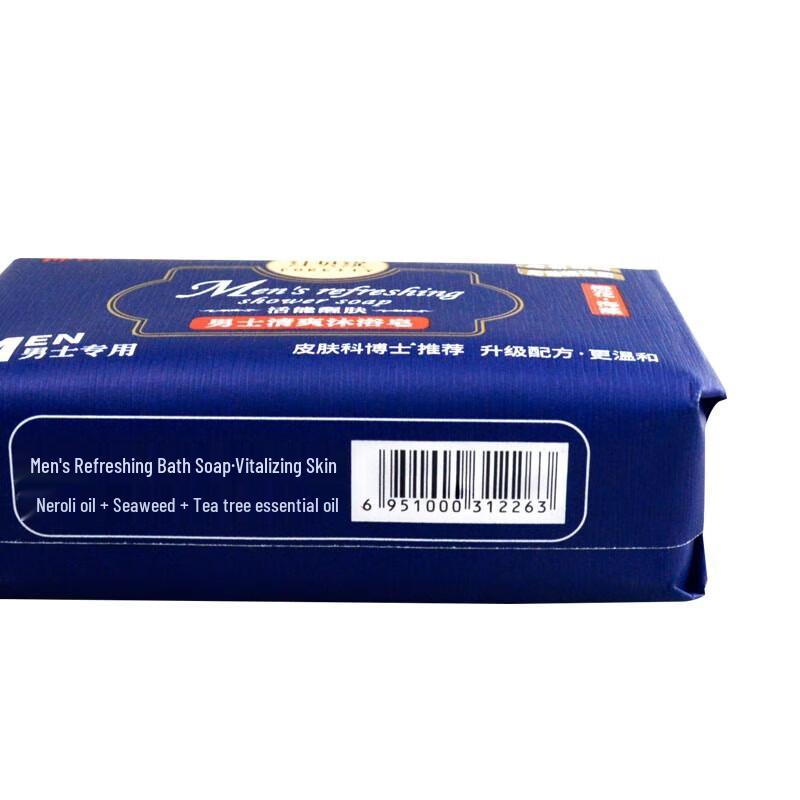 Men's refreshing
shower soap
活能醒肤
男士清爽沐浴皂
MEN
男士专用
皮肤科博士*推荐 升级配方·更温和
Men's Refreshing Bath Soap·Vitalizing Skin
Neroli oil + Seaweed + Tea tree essential oil
6 951000 312263